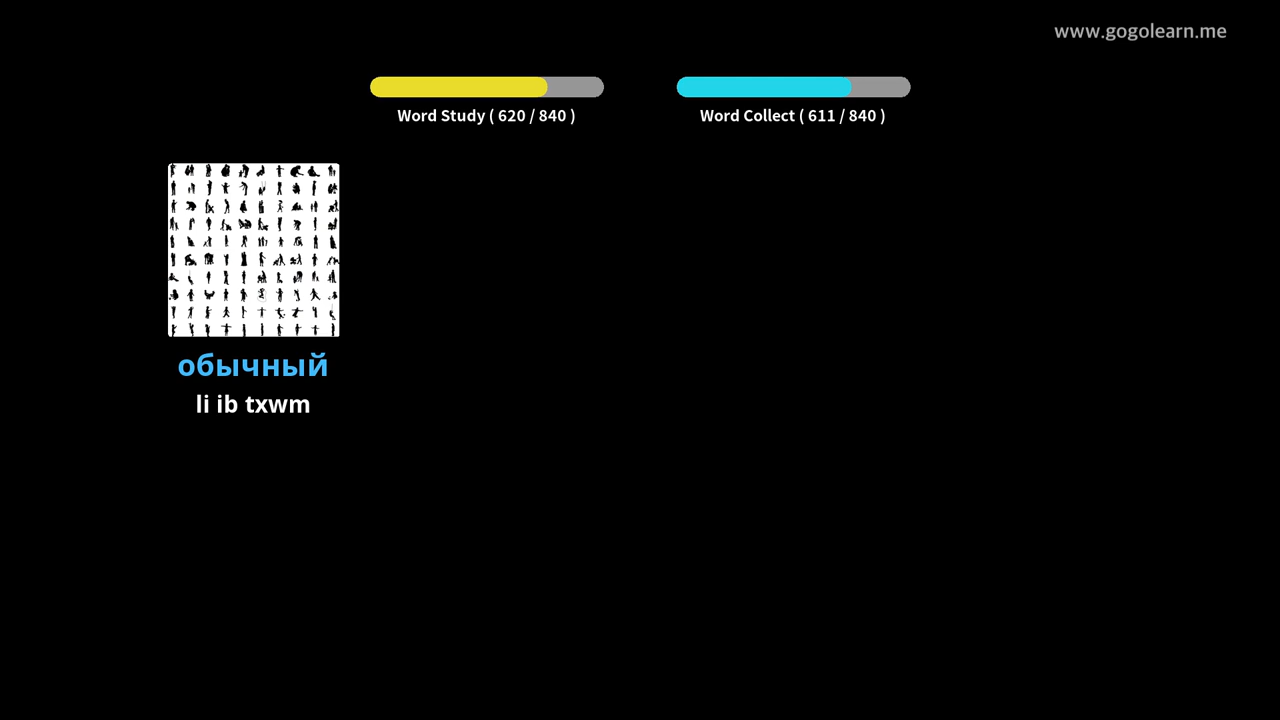 www.gogolearn.me
Word Study ( 620 / 840 )
Word Collect ( 611 / 840 )
обычный
li ib txwm